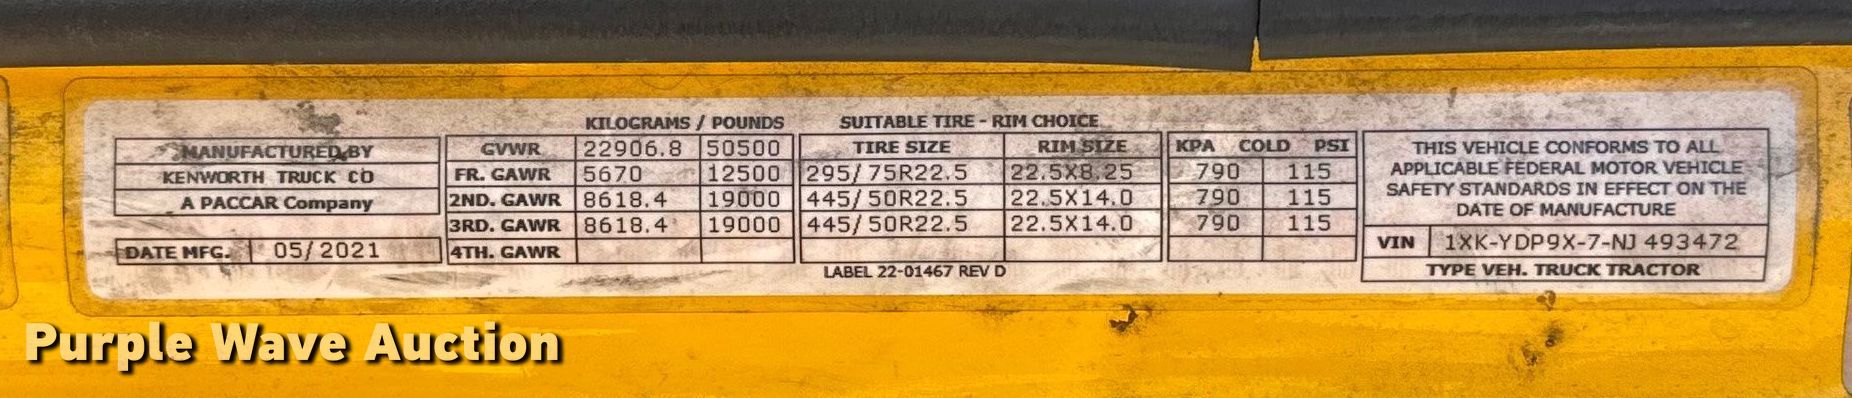 KILOGRAMS / POUNDS SUITABLE TIRE - RIM CHOICE
MANUFACTURED BY
KENWORTH TRUCK CO
A PACCAR Company
DATE MFG. 05/2021
GVWR 22906.8 50500 TIRE SIZE RIM SIZE KPA COLD PSI
FR. GAWR 5670 12500 295/75R22.5 22.5X8.25 790 115
2ND. GAWR 8618.4 19000 445/50R22.5 22.5X14.0 790 115
3RD. GAWR 8618.4 19000 445/50R22.5 22.5X14.0 790 115
4TH. GAWR
LABEL 22-01467 REV D
THIS VEHICLE CONFORMS TO ALL
APPLICABLE FEDERAL MOTOR VEHICLE
SAFETY STANDARDS IN EFFECT ON THE
DATE OF MANUFACTURE
VIN 1XK-YDP9X-7-NJ 493472
TYPE VEH. TRUCK TRACTOR
Purple Wave Auction